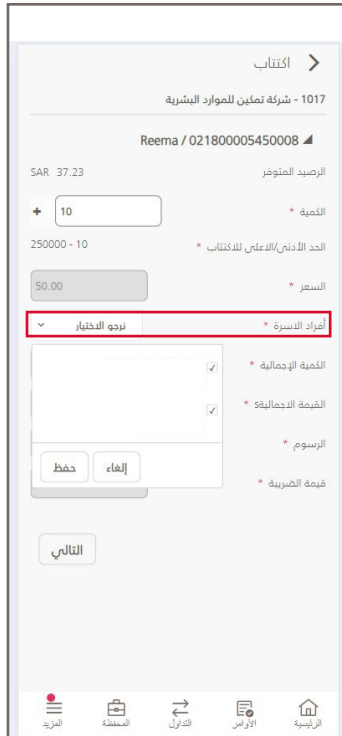 اكتتاب
1017 - شركة تمكين للموارد البشرية
Reema / 021800005450008
الرصيد المتوفر SAR 37.23
الكمية * 10 +
الحد الأدنى/الاعلى للاكتتاب * 10 - 250000
السعر * 50.00
أفراد الاسرة * نرجو الاختيار
الكمية الإجمالية *
القيمة الاجماليةs *
الرسوم *
إلغاء حفظ
قيمة الضريبة *
التالي
الرئيسية الأوامر التداول المحفظة المزيد